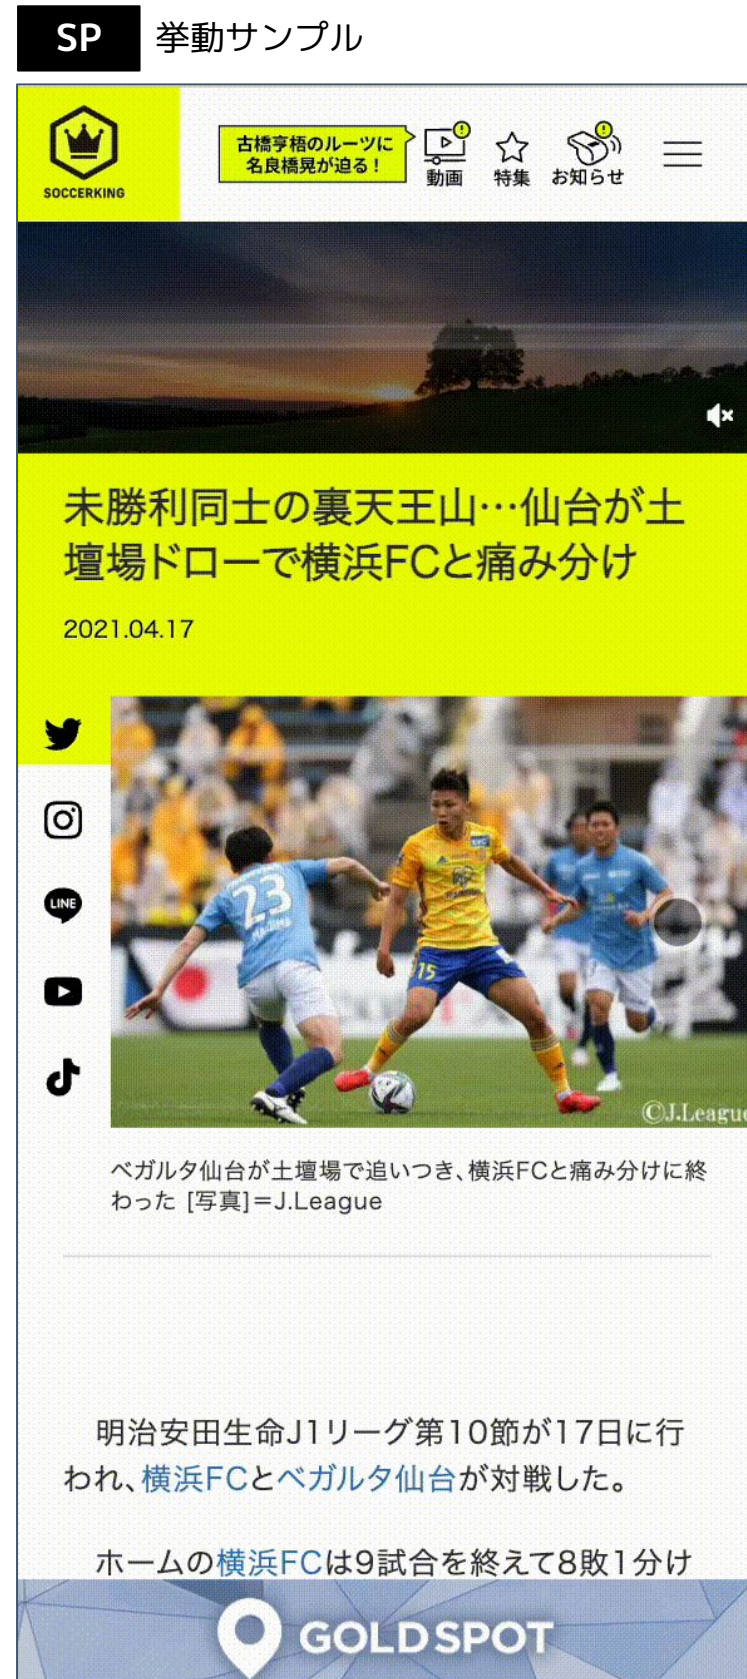 SP 挙動サンプル
SOCCERKING
古橋亨梧のルーツに
名良橋晃が迫る！
動画 特集 お知らせ
未勝利同士の裏天王山…仙台が土
壇場ドローで横浜FCと痛み分け
2021.04.17
23
15
LINE
©J.League
ベガルタ仙台が土壇場で追いつき、横浜FCと痛み分けに終
わった [写真]＝J.League
明治安田生命J1リーグ第10節が17日に行
われ、横浜FCとベガルタ仙台が対戦した。
ホームの横浜FCは9試合を終えて8敗1分け
GOLD SPOT